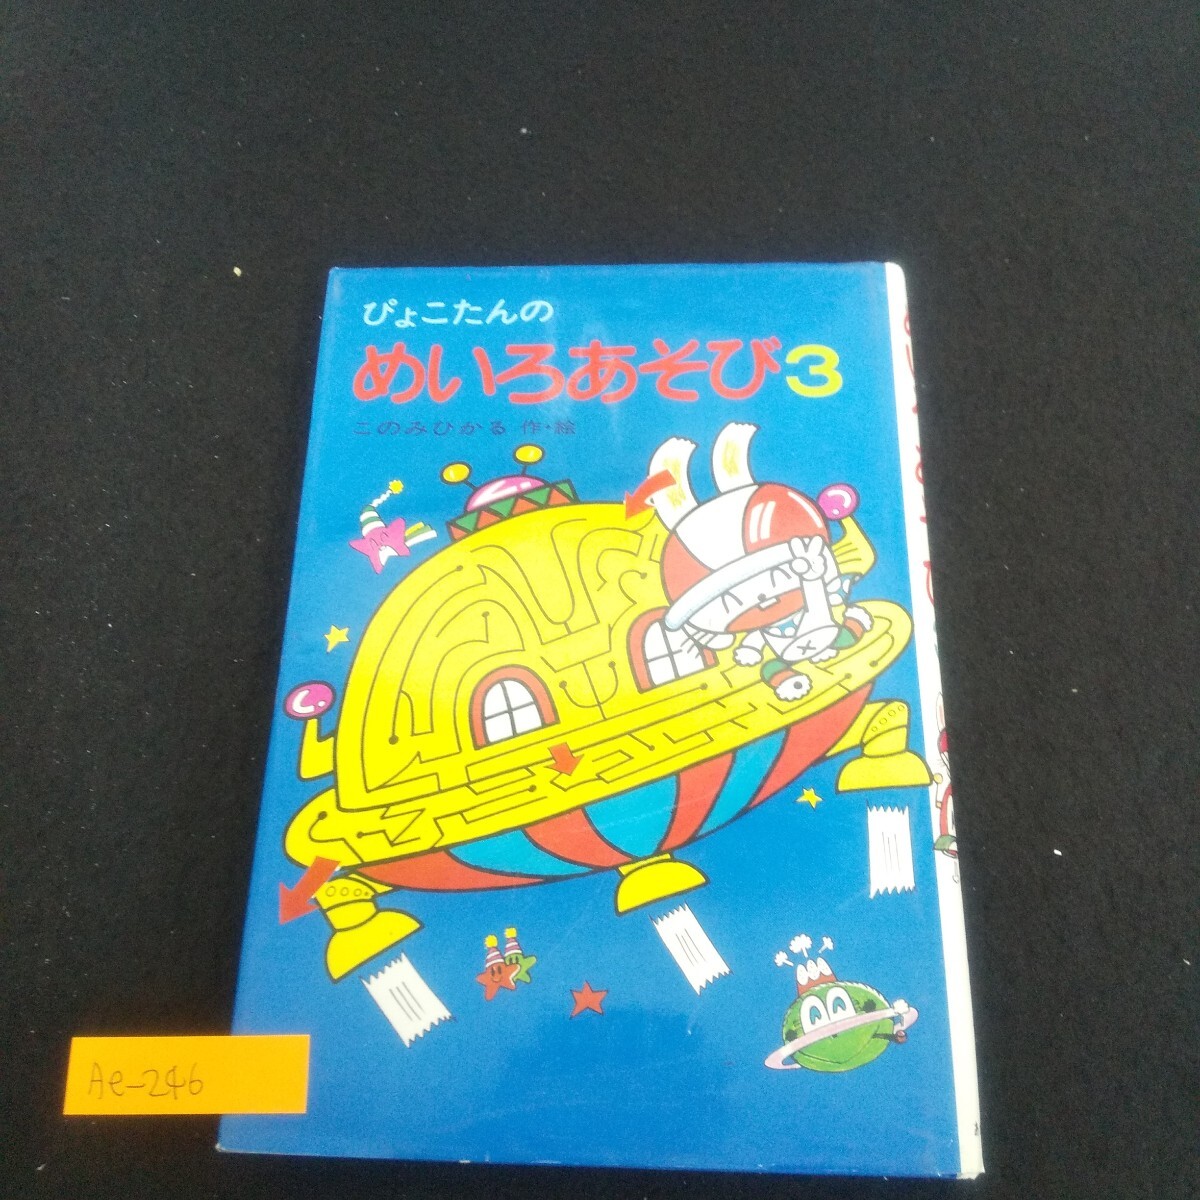 ぴょこたんの
めいろあそび3
このみひかる 作・絵
Ae-246